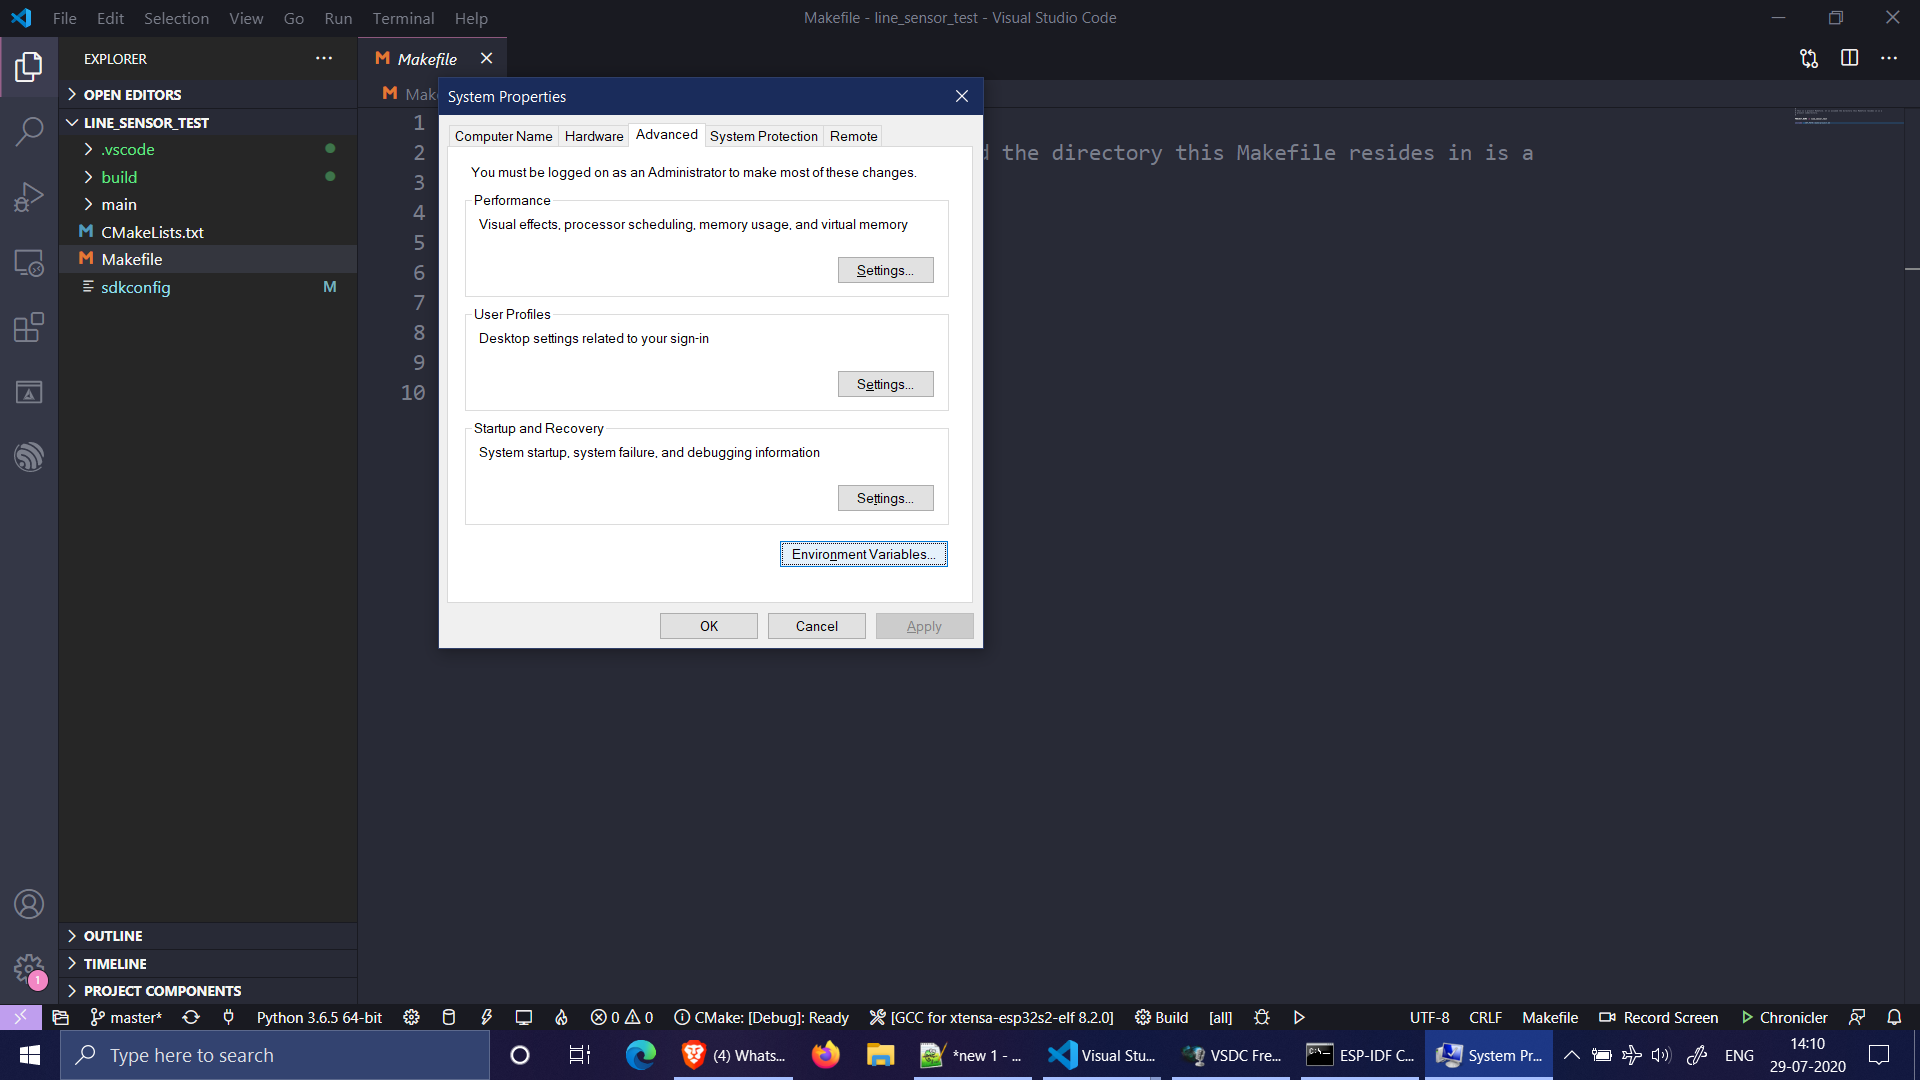 File Edit Selection View Go Run Terminal Help
Makefile - line_sensor_test - Visual Studio Code
EXPLORER
OPEN EDITORS
LINE_SENSOR_TEST
.vscode
build
main
CMakeLists.txt
Makefile
sdkconfig M
OUTLINE
TIMELINE
PROJECT COMPONENTS
Makefile
Make
1
2
3
4
5
6
7
8
9
10
the directory this Makefile resides in is a
System Properties
Computer Name Hardware Advanced System Protection Remote
You must be logged on as an Administrator to make most of these changes.
Performance
Visual effects, processor scheduling, memory usage, and virtual memory
Settings...
User Profiles
Desktop settings related to your sign-in
Settings...
Startup and Recovery
System startup, system failure, and debugging information
Settings...
Environment Variables...
OK Cancel Apply
1
master* Python 3.6.5 64-bit 0 0 CMake: [Debug]: Ready [GCC for xtensa-esp32s2-elf 8.2.0] Build [all] UTF-8 CRLF Makefile Record Screen Chronicler
Type here to search (4) Whats... *new 1 - ... Visual Stu... VSDC Fre... ESP-IDF C... System Pr... ENG
14:10
29-07-2020